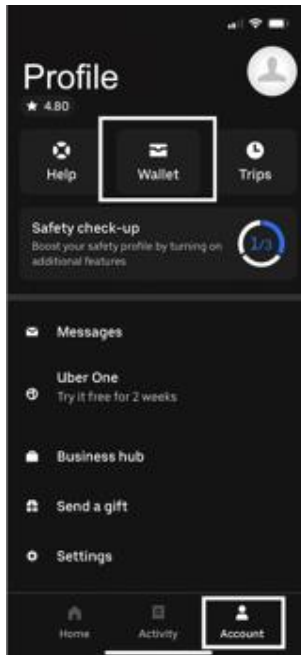 Profile
★ 4.80
Help
Wallet
Trips
Safety check-up
Boost your safety profile by turning on
additional features
1/3
Messages
Uber One
Try it free for 2 weeks
Business hub
Send a gift
Settings
Home
Activity
Account